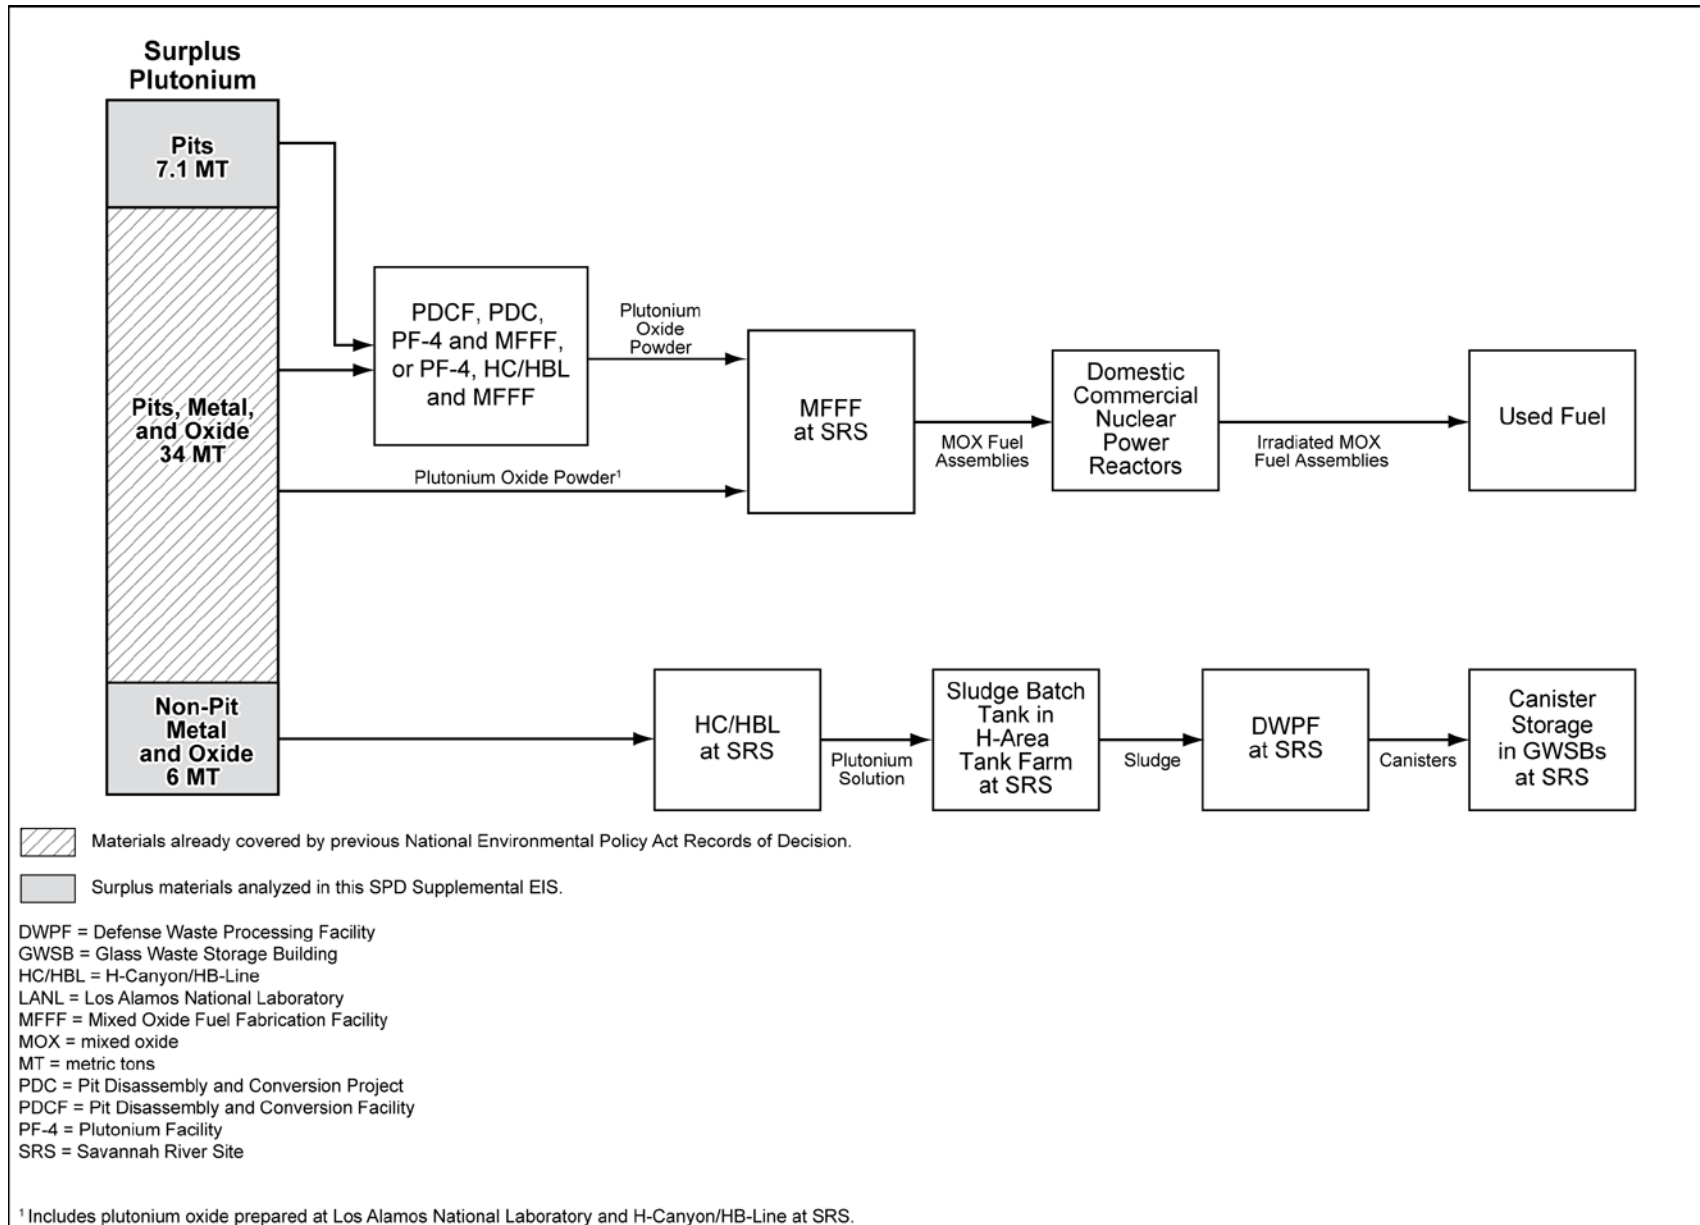 Surplus
Plutonium
Pits
7.1 MT
Pits, Metal,
and Oxide
34 MT
Non-Pit
Metal
and Oxide
6 MT
PDCF, PDC,
PF-4 and MFFF,
or PF-4, HC/HBL
and MFFF
Plutonium
Oxide
Powder
Plutonium Oxide Powder¹
MFFF
at SRS
MOX Fuel
Assemblies
Domestic
Commercial
Nuclear
Power
Reactors
Irradiated MOX
Fuel Assemblies
Used Fuel
HC/HBL
at SRS
Plutonium
Solution
Sludge Batch
Tank in
H-Area
Tank Farm
at SRS
Sludge
DWPF
at SRS
Canisters
Canister
Storage
in GWSBs
at SRS
Materials already covered by previous National Environmental Policy Act Records of Decision.
Surplus materials analyzed in this SPD Supplemental EIS.
DWPF = Defense Waste Processing Facility
GWSB = Glass Waste Storage Building
HC/HBL = H-Canyon/HB-Line
LANL = Los Alamos National Laboratory
MFFF = Mixed Oxide Fuel Fabrication Facility
MOX = mixed oxide
MT = metric tons
PDC = Pit Disassembly and Conversion Project
PDCF = Pit Disassembly and Conversion Facility
PF-4 = Plutonium Facility
SRS = Savannah River Site
¹ Includes plutonium oxide prepared at Los Alamos National Laboratory and H-Canyon/HB-Line at SRS.